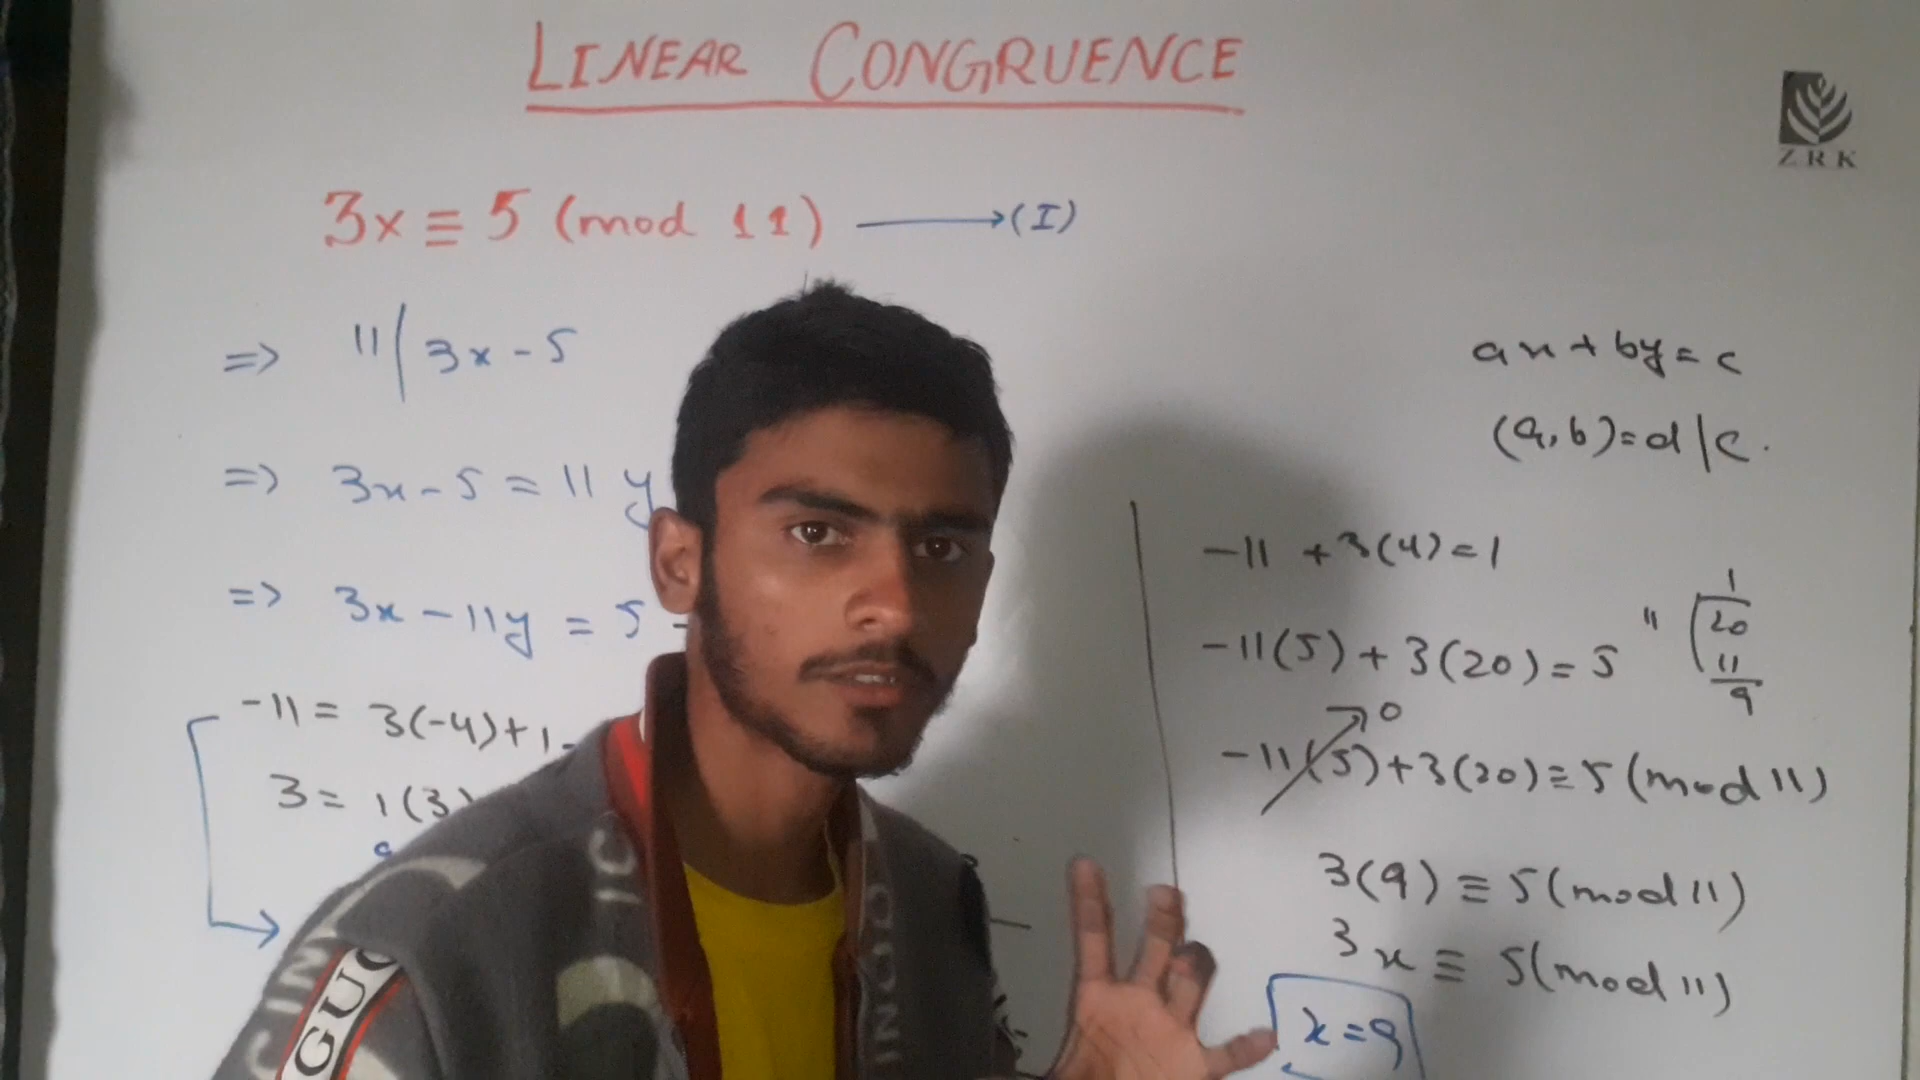 LINEAR CONGRUENCE
ZRK
3x ≡ 5 (mod 11) ⟶ (I)
=> 11 | 3x - 5
=> 3x - 5 = 11 y
=> 3x - 11y = 5 -
-11 = 3(-4) + 1
3 = 1(3)
ax + by = c
(a, b) = d | c.
-11 + 3(4) = 1
-11(5) + 3(20) = 5
11
1
20
11
9
0
-11(5) + 3(20) ≡ 5 (mod 11)
3(9) ≡ 5 (mod 11)
3x ≡ 5 (mod 11)
x = 9
GUC